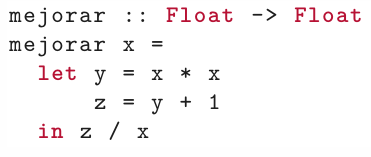 mejorar :: Float -> Float
mejorar x =
  let y = x * x
      z = y + 1
  in z / x